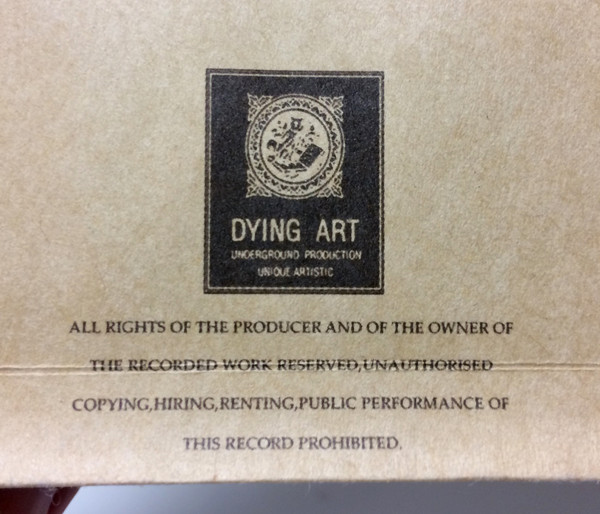 DYING ART
UNDERGROUND PRODUCTION
UNIQUE ARTISTIC
ALL RIGHTS OF THE PRODUCER AND OF THE OWNER OF
THE RECORDED WORK RESERVED,UNAUTHORISED
COPYING,HIRING,RENTING,PUBLIC PERFORMANCE OF
THIS RECORD PROHIBITED.